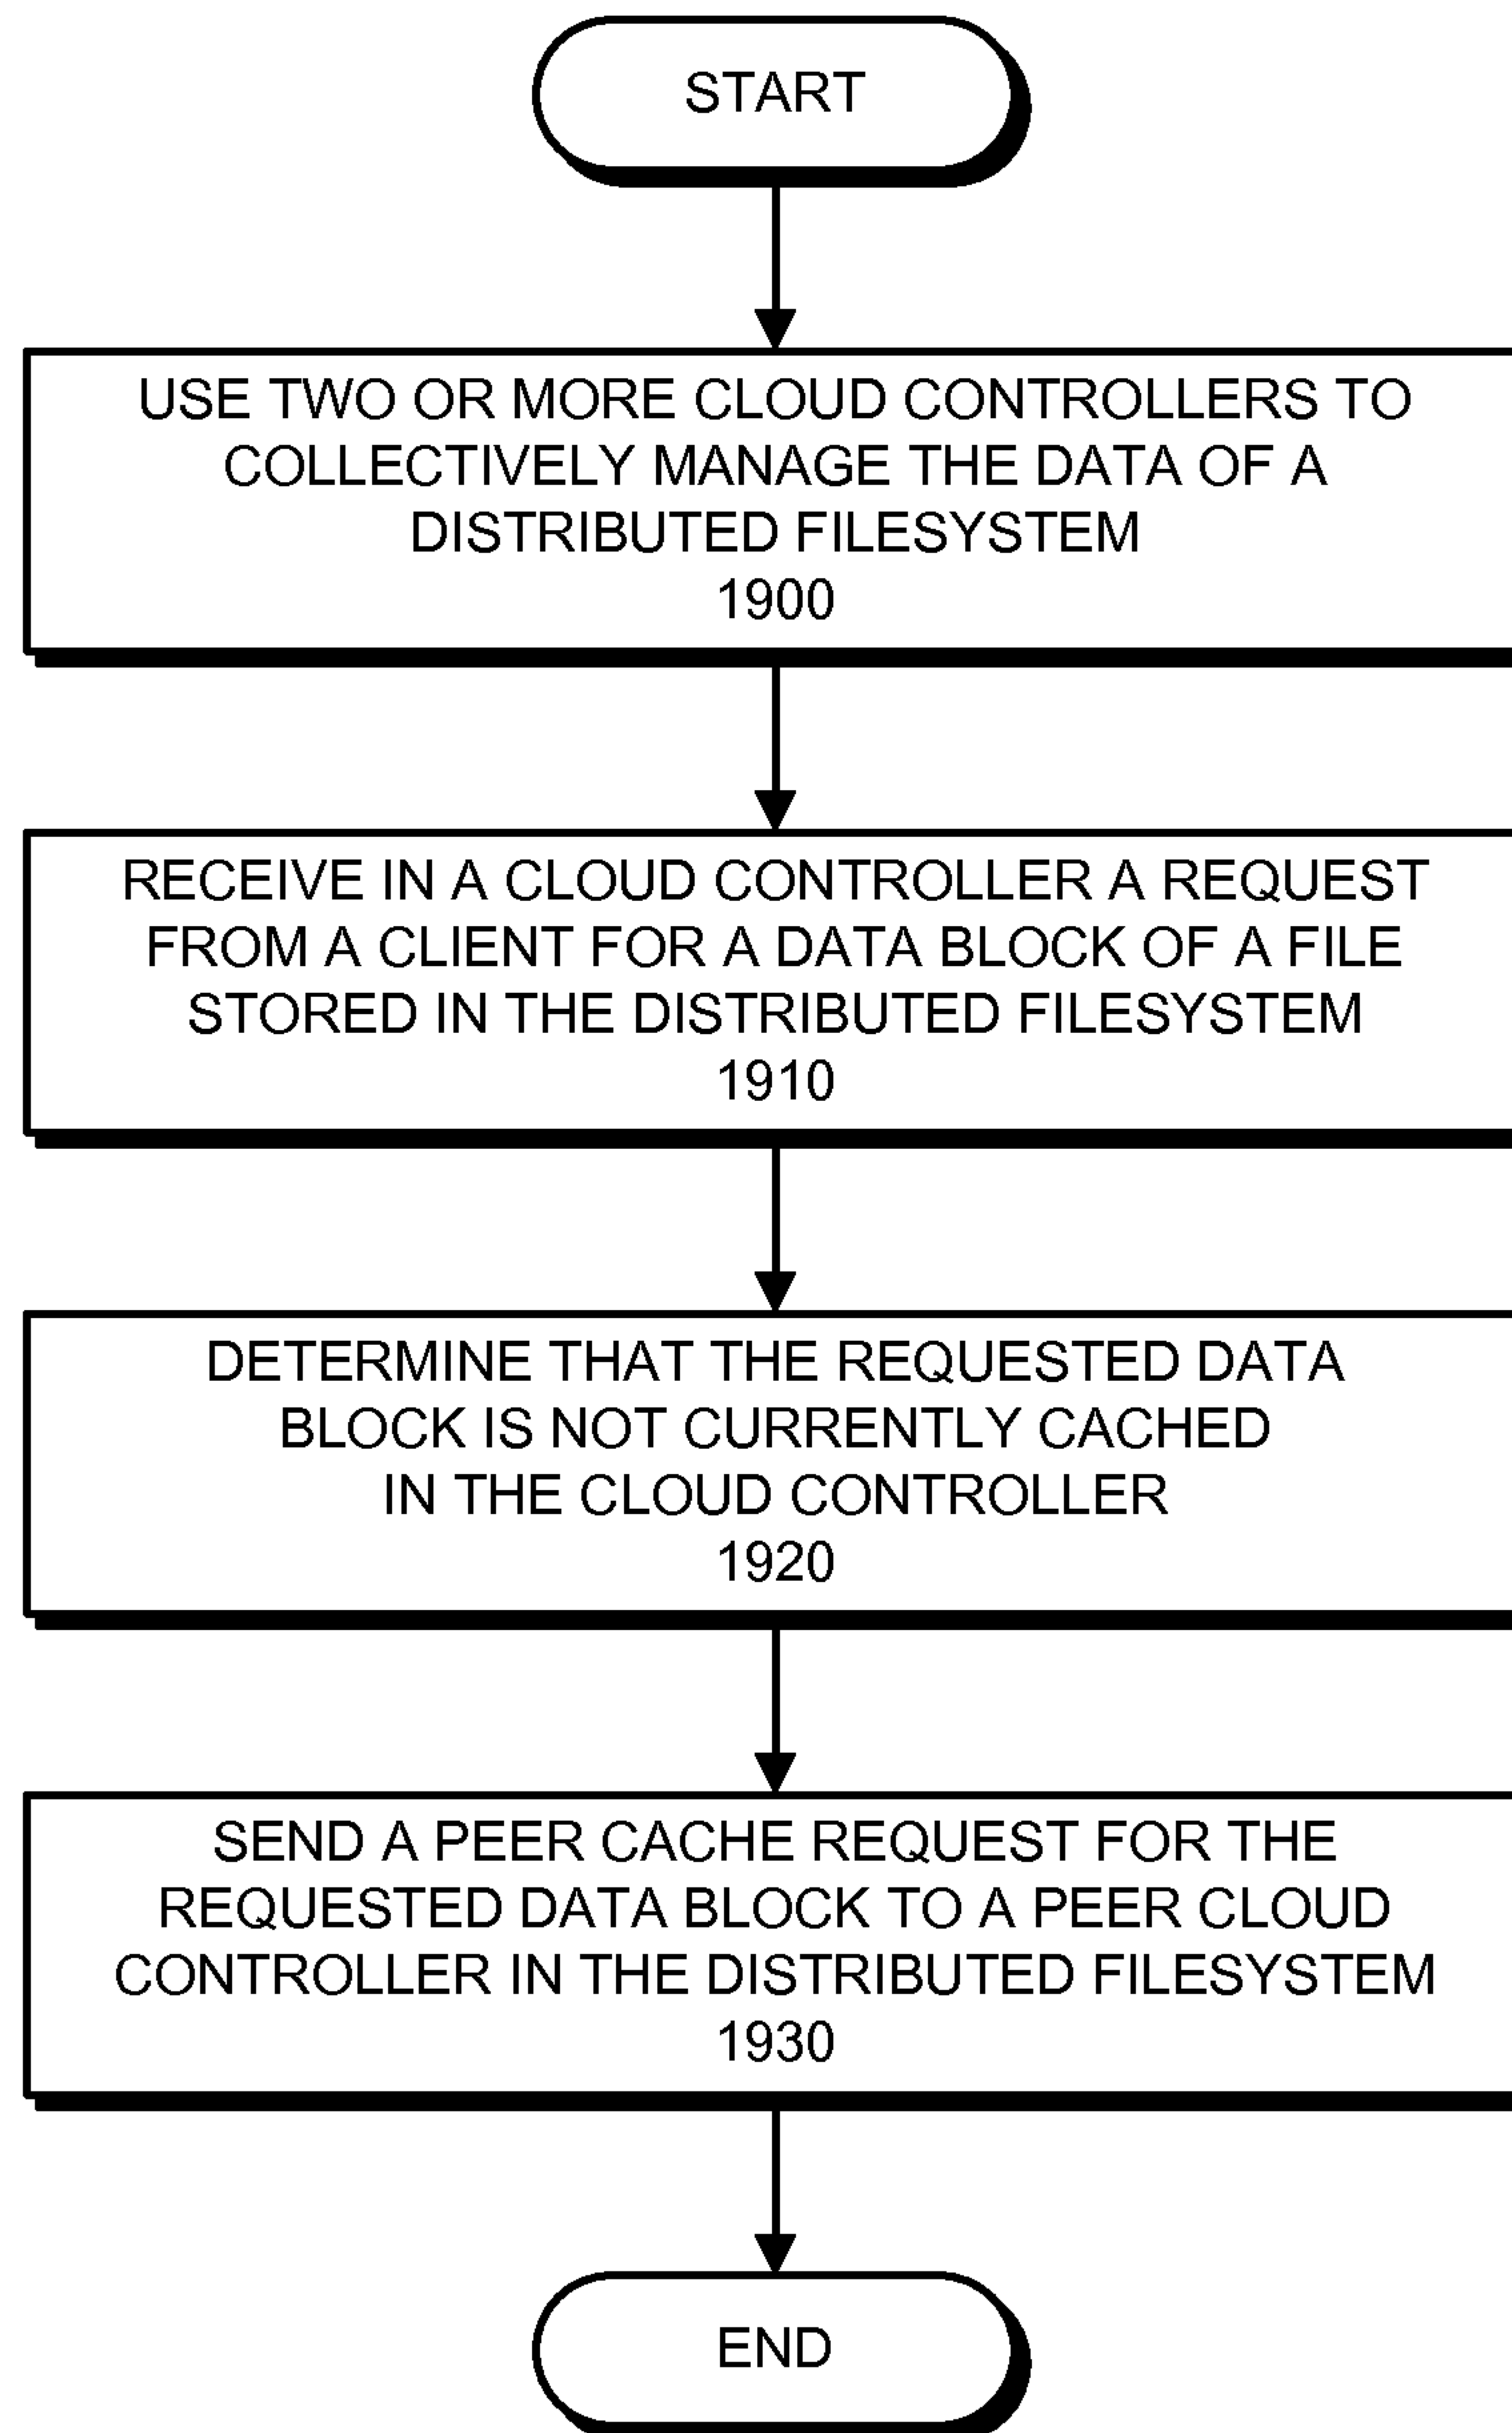 START
USE TWO OR MORE CLOUD CONTROLLERS TO
COLLECTIVELY MANAGE THE DATA OF A
DISTRIBUTED FILESYSTEM
1900
RECEIVE IN A CLOUD CONTROLLER A REQUEST
FROM A CLIENT FOR A DATA BLOCK OF A FILE
STORED IN THE DISTRIBUTED FILESYSTEM
1910
DETERMINE THAT THE REQUESTED DATA
BLOCK IS NOT CURRENTLY CACHED
IN THE CLOUD CONTROLLER
1920
SEND A PEER CACHE REQUEST FOR THE
REQUESTED DATA BLOCK TO A PEER CLOUD
CONTROLLER IN THE DISTRIBUTED FILESYSTEM
1930
END